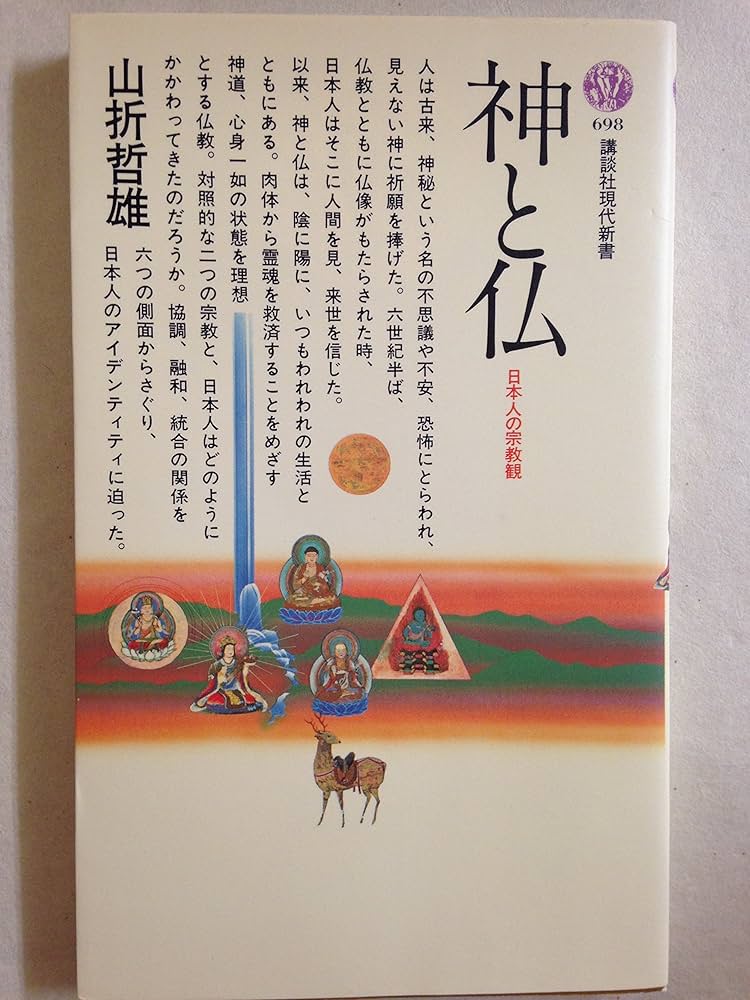 698
講談社現代新書
神と仏
日本人の宗教観
人は古来、神秘という名の不思議や不安、恐怖にとらわれ、
見えない神に祈願を捧げた。六世紀半ば、
仏教とともに仏像がもたらされた時、
日本人はそこに人間を見、来世を信じた。
以来、神と仏は、陰に陽に、いつもわれわれの生活と
ともにある。肉体から霊魂を救済することをめざす
神道、心身一如の状態を理想
とする仏教。対照的な二つの宗教と、日本人はどのように
かかわってきたのだろうか。協調、融和、統合の関係を
六つの側面からさぐり、
日本人のアイデンティティに迫った。
山折哲雄